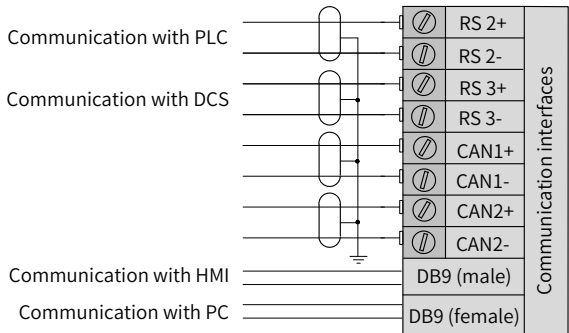 Communication with PLC
RS 2+
RS 2-
Communication with DCS
RS 3+
RS 3-
CAN1+
CAN1-
CAN2+
CAN2-
Communication with HMI
DB9 (male)
Communication with PC
DB9 (female)
Communication interfaces